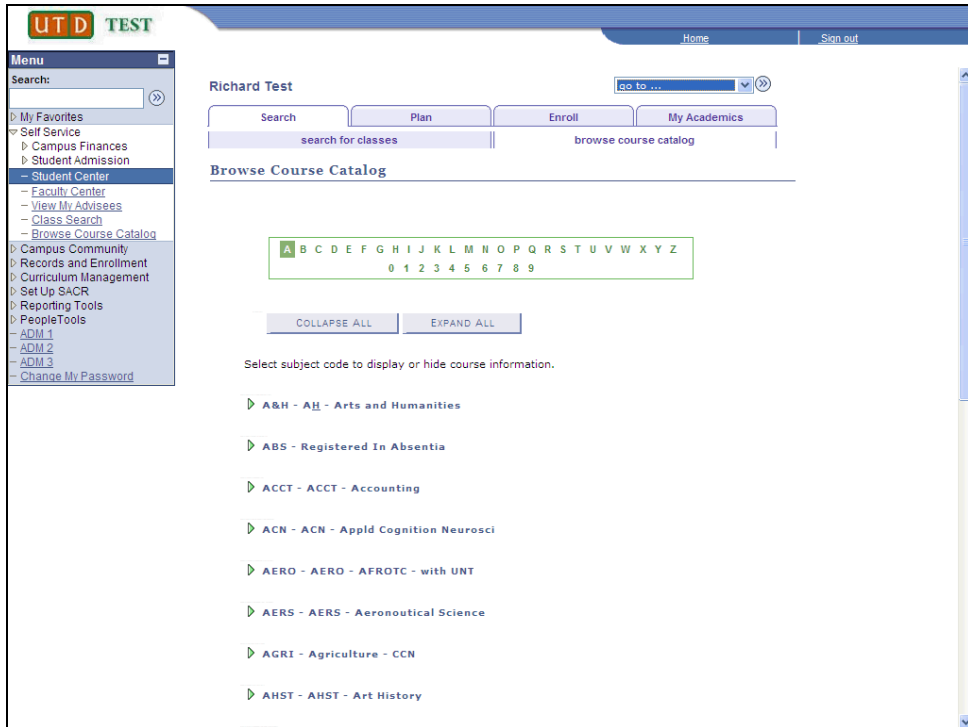 UTD TEST
Home Sign out
Menu
Search:
My Favorites
Self Service
Campus Finances
Student Admission
Student Center
Faculty Center
View My Advisees
Class Search
Browse Course Catalog
Campus Community
Records and Enrollment
Curriculum Management
Set Up SACR
Reporting Tools
PeopleTools
ADM 1
ADM 2
ADM 3
Change My Password
Richard Test
go to ...
Search Plan Enroll My Academics
search for classes browse course catalog
Browse Course Catalog
A B C D E F G H I J K L M N O P Q R S T U V W X Y Z
0 1 2 3 4 5 6 7 8 9
COLLAPSE ALL EXPAND ALL
Select subject code to display or hide course information.
A&H - AH - Arts and Humanities
ABS - Registered In Absentia
ACCT - ACCT - Accounting
ACN - ACN - Appld Cognition Neurosci
AERO - AERO - AFROTC - with UNT
AERS - AERS - Aeronoutical Science
AGRI - Agriculture - CCN
AHST - AHST - Art History